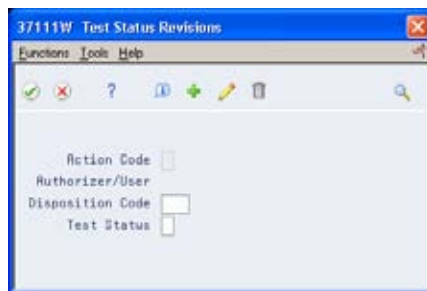 37111W Test Status Revisions
Functions Tools Help
Action Code
Authorizer/User
Disposition Code
Test Status